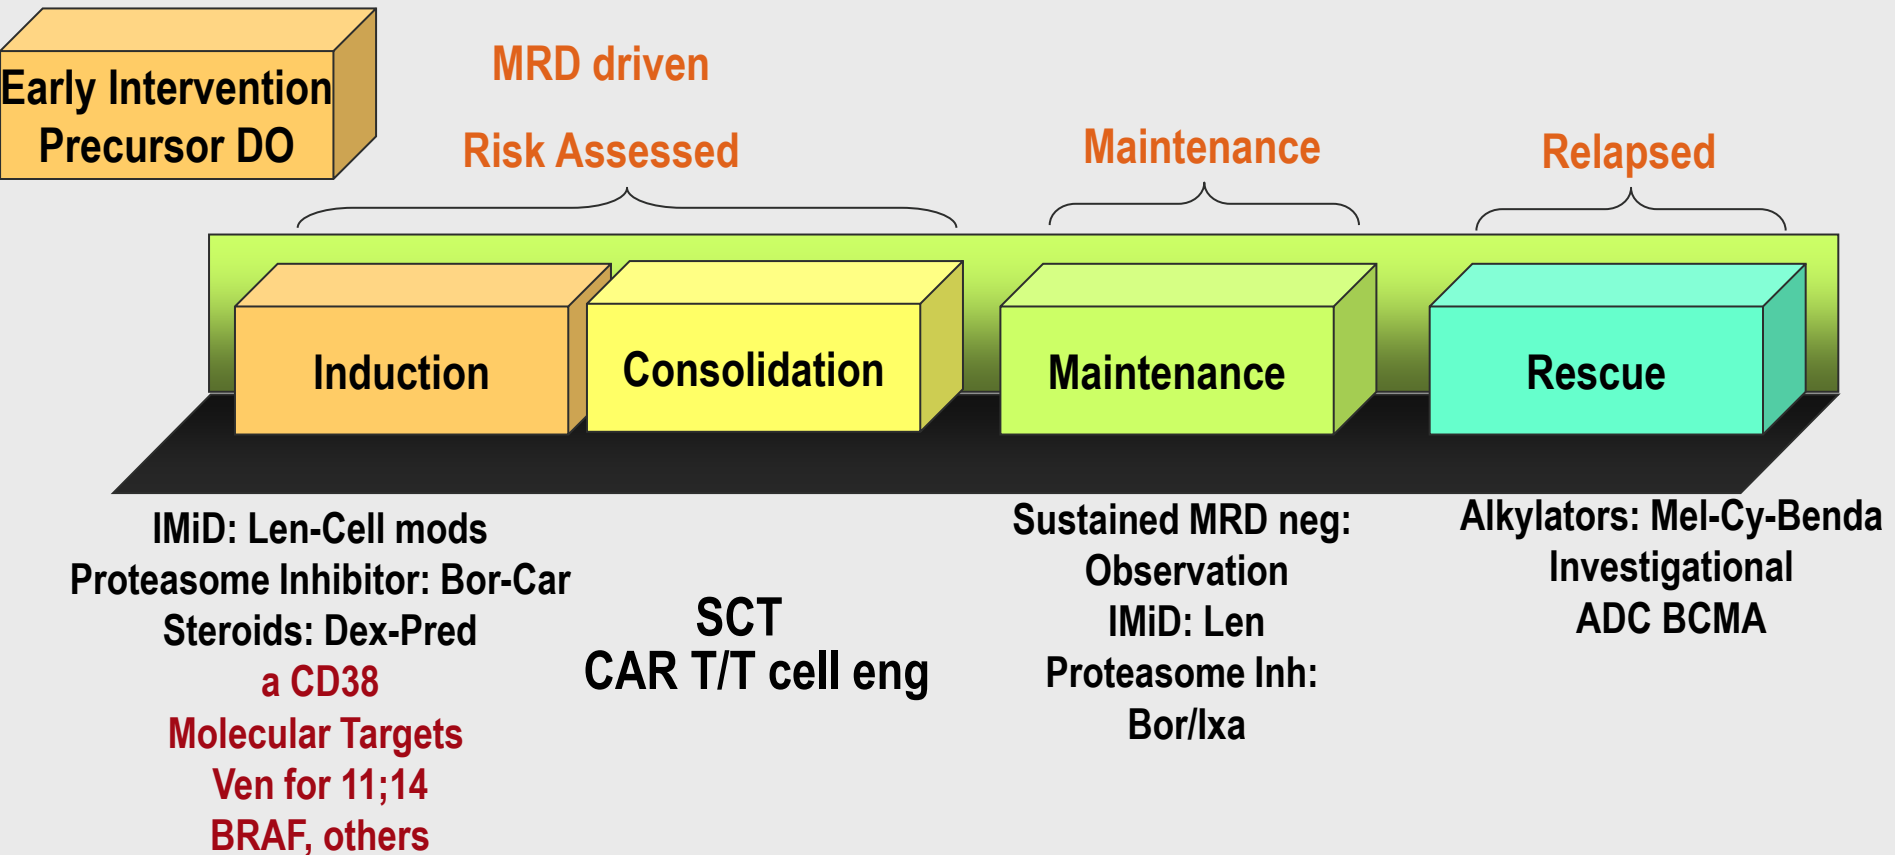 Early Intervention
Precursor DO
MRD driven
Risk Assessed
Maintenance
Relapsed
Induction
Consolidation
Maintenance
Rescue
IMiD: Len-Cell mods
Proteasome Inhibitor: Bor-Car
Steroids: Dex-Pred
a CD38
Molecular Targets
Ven for 11;14
BRAF, others
SCT
CAR T/T cell eng
Sustained MRD neg:
Observation
IMiD: Len
Proteasome Inh:
Bor/Ixa
Alkylators: Mel-Cy-Benda
Investigational
ADC BCMA